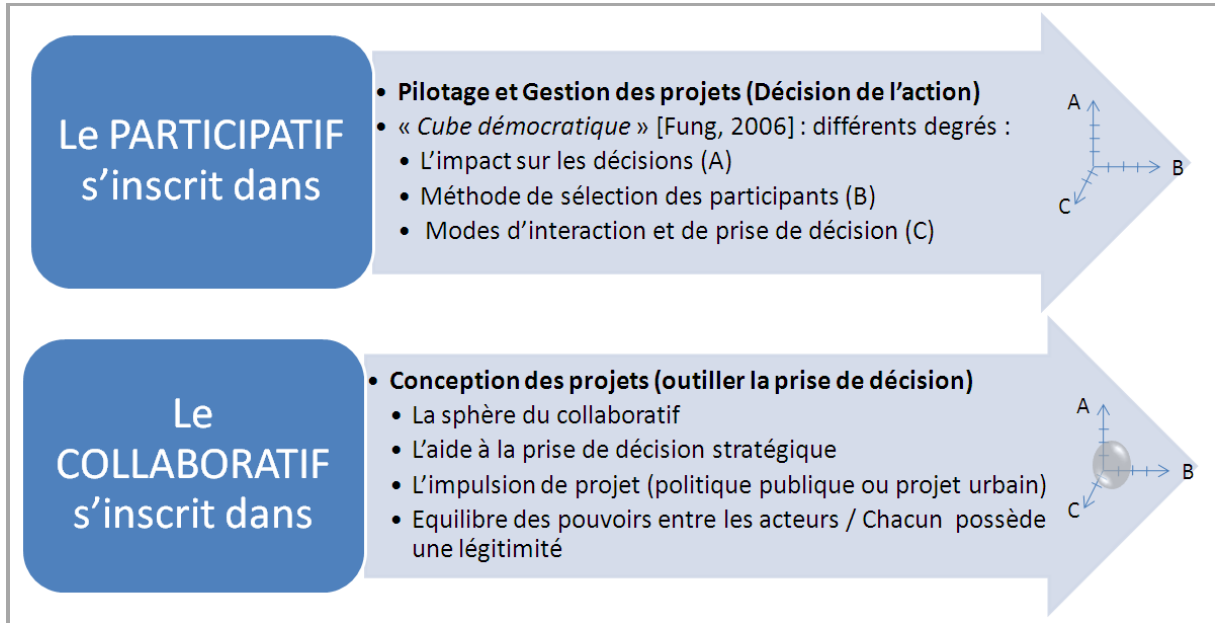 Le PARTICIPATIF
s’inscrit dans
• Pilotage et Gestion des projets (Décision de l’action)
• « Cube démocratique » [Fung, 2006] : différents degrés :
• L’impact sur les décisions (A)
• Méthode de sélection des participants (B)
• Modes d’interaction et de prise de décision (C)
A
B
C
Le
COLLABORATIF
s’inscrit dans
• Conception des projets (outiller la prise de décision)
• La sphère du collaboratif
• L’aide à la prise de décision stratégique
• L’impulsion de projet (politique publique ou projet urbain)
• Equilibre des pouvoirs entre les acteurs / Chacun possède
une légitimité
A
B
C